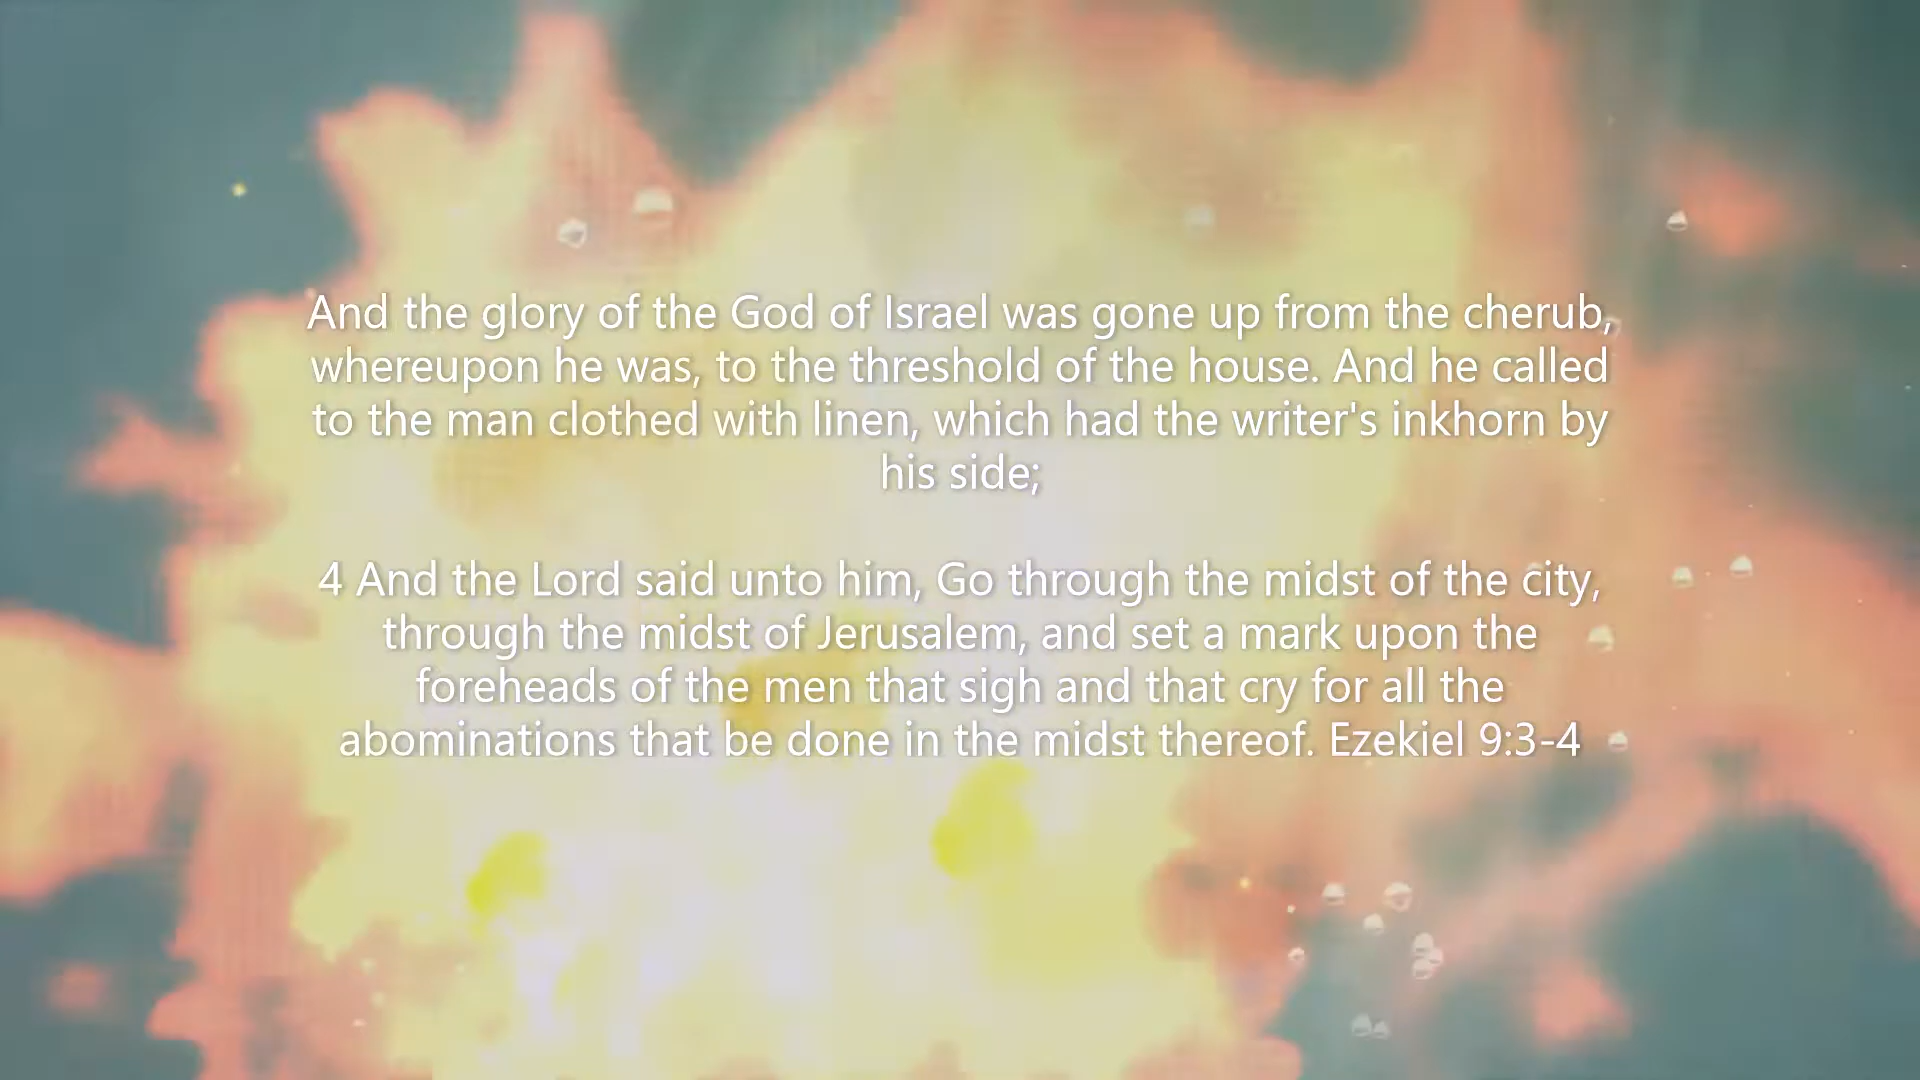 And the glory of the God of Israel was gone up from the cherub,
whereupon he was, to the threshold of the house. And he called
to the man clothed with linen, which had the writer's inkhorn by
his side;
4 And the Lord said unto him, Go through the midst of the city,
through the midst of Jerusalem, and set a mark upon the
foreheads of the men that sigh and that cry for all the
abominations that be done in the midst thereof. Ezekiel 9:3-4